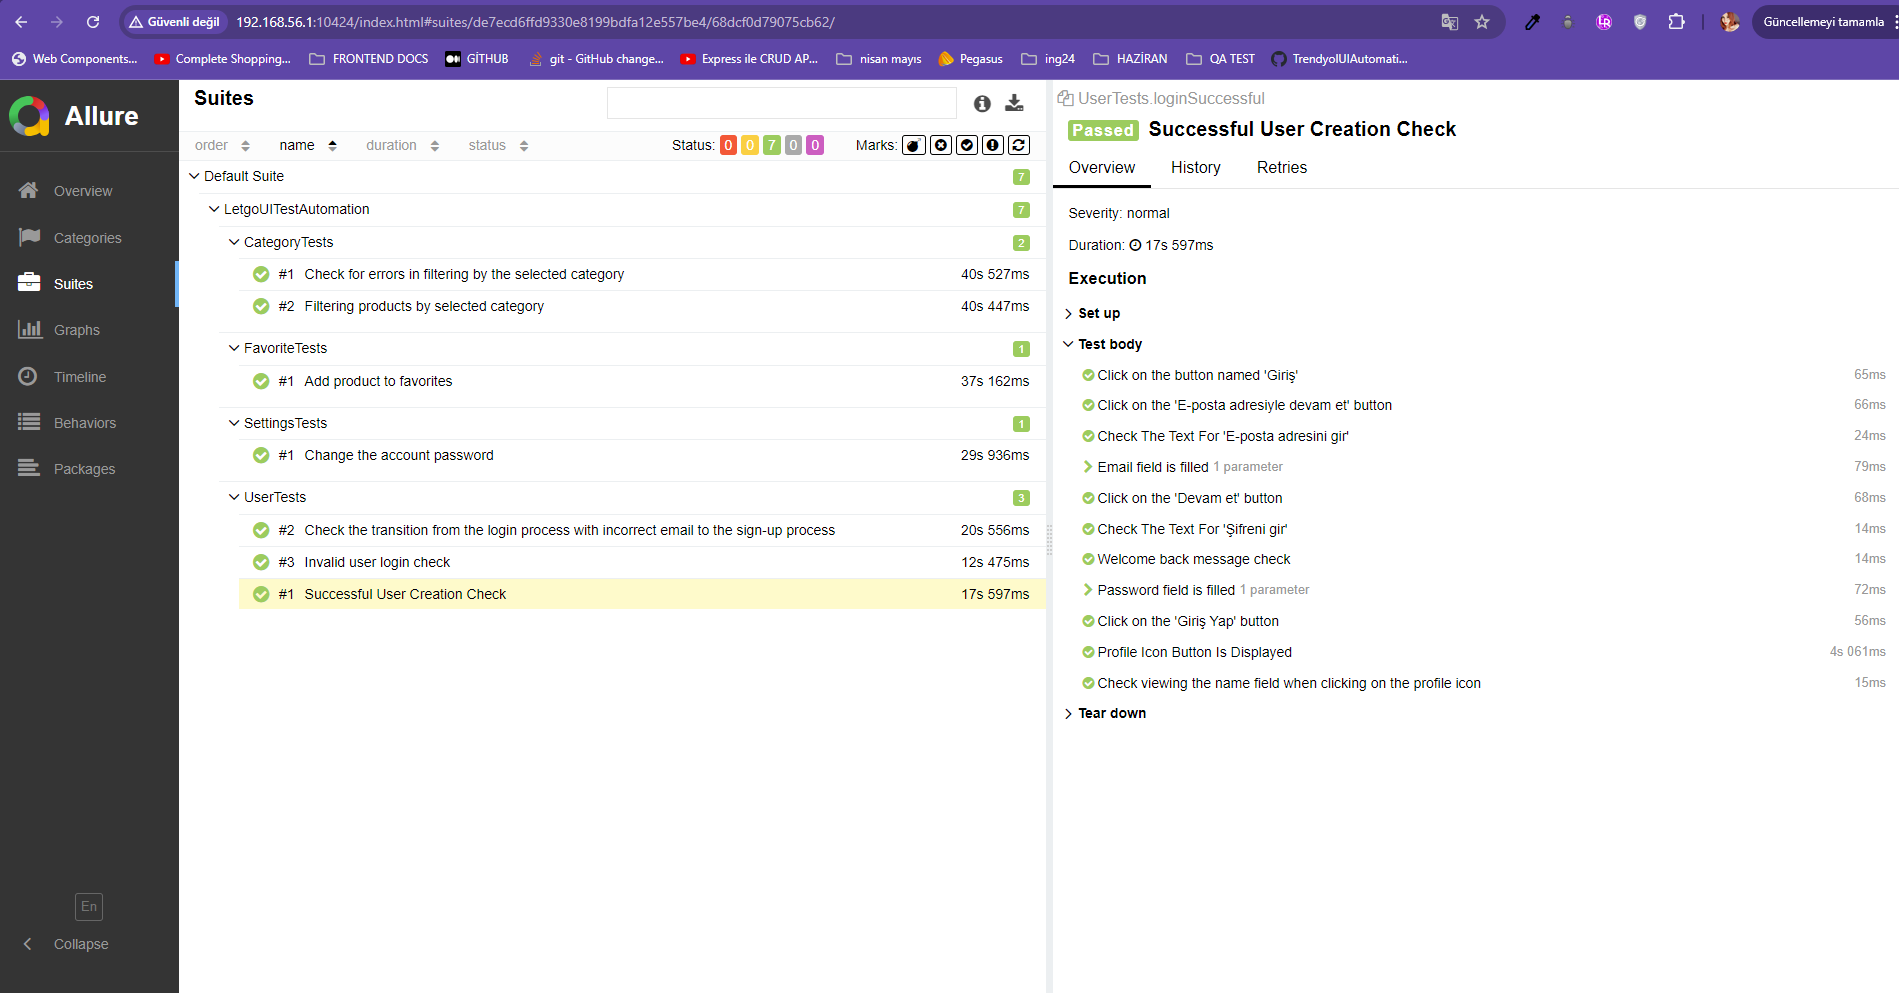 Güvenli değil 192.168.56.1:10424/index.html#suites/de7ecd6ffd9330e8199bdfa12e557be4/68dcf0d79075cb62/ Güncellemeyi tamamla
Web Components... Complete Shopping... FRONTEND DOCS GİTHUB git - GitHub change... Express ile CRUD AP... nisan mayıs Pegasus ing24 HAZİRAN QA TEST TrendyolUIAutomati...
Allure
Overview
Categories
Suites
Graphs
Timeline
Behaviors
Packages
En
Collapse
Suites
order name duration status Status: 0 0 7 0 0 Marks:
Default Suite 7
LetgoUITestAutomation 7
CategoryTests 2
#1 Check for errors in filtering by the selected category 40s 527ms
#2 Filtering products by selected category 40s 447ms
FavoriteTests 1
#1 Add product to favorites 37s 162ms
SettingsTests 1
#1 Change the account password 29s 936ms
UserTests 3
#2 Check the transition from the login process with incorrect email to the sign-up process 20s 556ms
#3 Invalid user login check 12s 475ms
#1 Successful User Creation Check 17s 597ms
UserTests.loginSuccessful
Passed Successful User Creation Check
Overview History Retries
Severity: normal
Duration: 17s 597ms
Execution
Set up
Test body
Click on the button named 'Giriş' 65ms
Click on the 'E-posta adresiyle devam et' button 66ms
Check The Text For 'E-posta adresini gir' 24ms
Email field is filled 1 parameter 79ms
Click on the 'Devam et' button 68ms
Check The Text For 'Şifreni gir' 14ms
Welcome back message check 14ms
Password field is filled 1 parameter 72ms
Click on the 'Giriş Yap' button 56ms
Profile Icon Button Is Displayed 4s 061ms
Check viewing the name field when clicking on the profile icon 15ms
Tear down